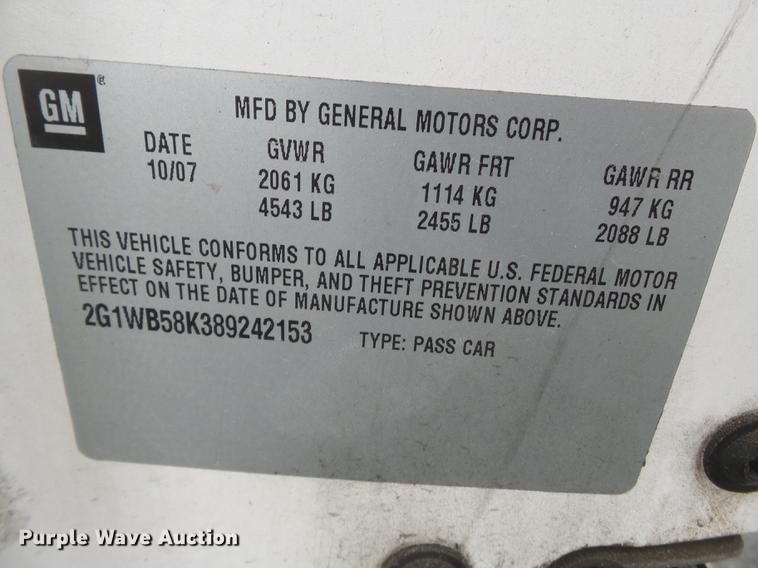 GM®
MFD BY GENERAL MOTORS CORP.
DATE GVWR GAWR FRT GAWR RR
10/07 2061 KG 1114 KG 947 KG
4543 LB 2455 LB 2088 LB
THIS VEHICLE CONFORMS TO ALL APPLICABLE U.S. FEDERAL MOTOR
VEHICLE SAFETY, BUMPER, AND THEFT PREVENTION STANDARDS IN
EFFECT ON THE DATE OF MANUFACTURE SHOWN ABOVE.
2G1WB58K389242153 TYPE: PASS CAR
Purple Wave Auction